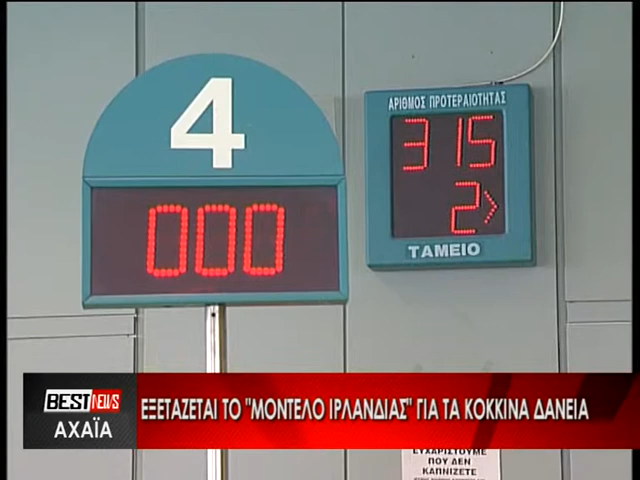 4
000
ΑΡΙΘΜΟΣ ΠΡΟΤΕΡΑΙΟΤΗΤΑΣ
315
2>
ΤΑΜΕΙΟ
BEST NEWS
ΑΧΑΪΑ
ΕΞΕΤΑΖΕΤΑΙ ΤΟ "ΜΟΝΤΕΛΟ ΙΡΛΑΝΔΙΑΣ" ΓΙΑ ΤΑ ΚΟΚΚΙΝΑ ΔΑΝΕΙΑ
ΕΥΧΑΡΙΣΤΟΥΜΕ
ΠΟΥ ΔΕΝ
ΚΑΠΝΙΖΕΤΕ